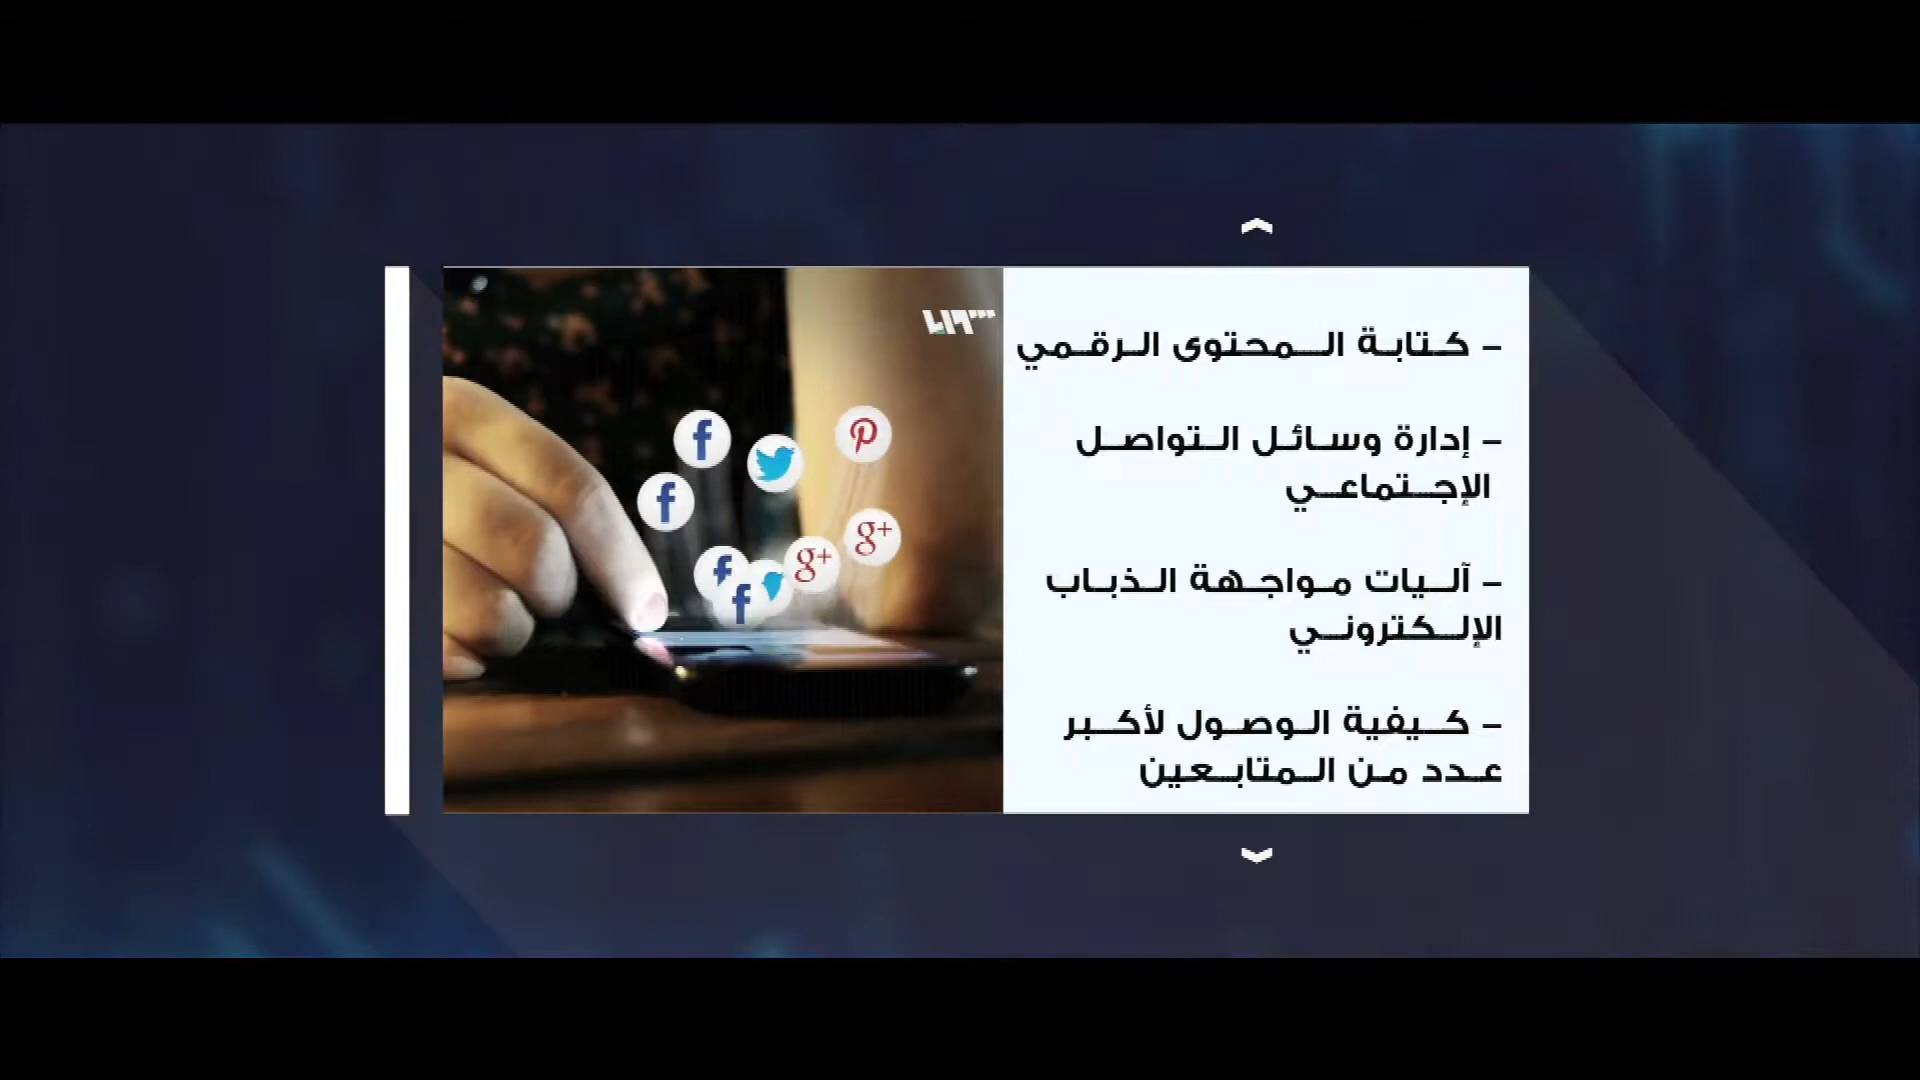 – كتابة المحتوى الرقمي
– إدارة وسائل التواصل
الإجتماعي
– آليات مواجهة الذباب
الإلكتروني
– كيفية الوصول لأكبر
عدد من المتابعين